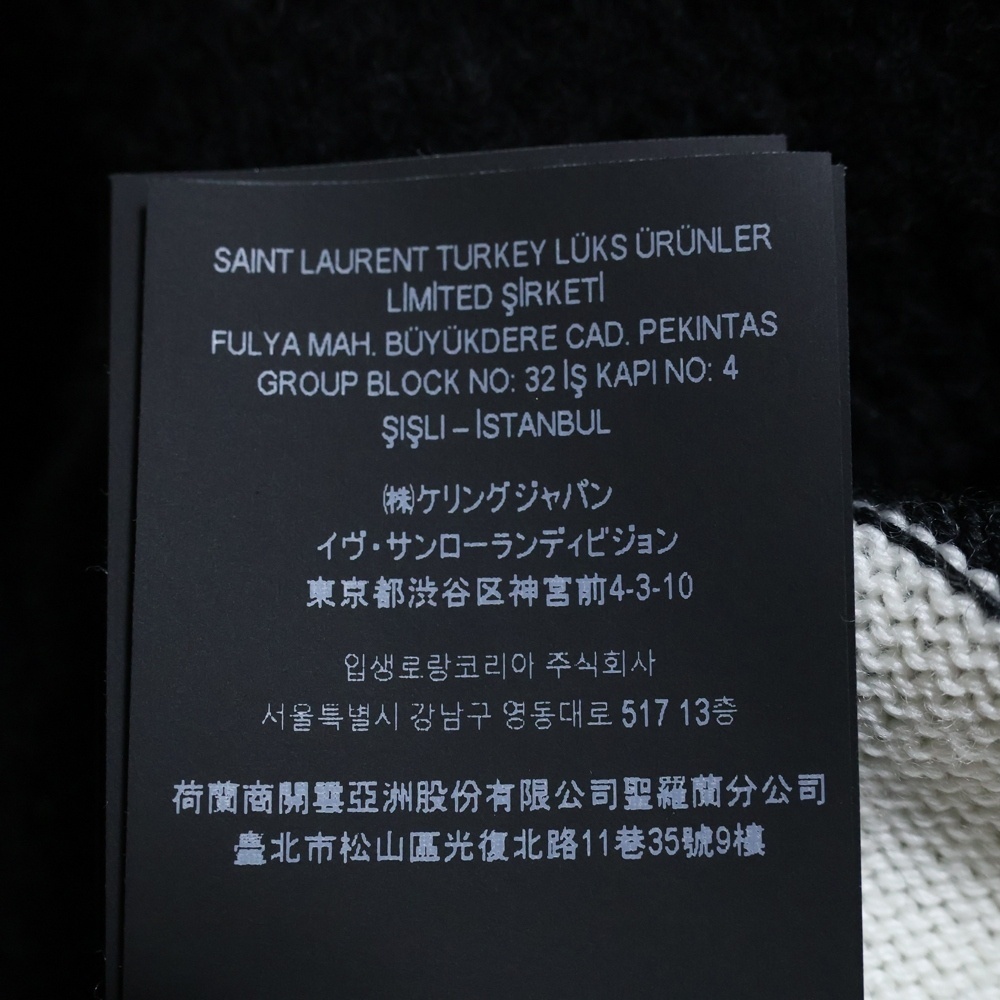 SAINT LAURENT TURKEY LÜKS ÜRÜNLER
LİMİTED ŞİRKETİ
FULYA MAH. BÜYÜKDERE CAD. PEKINTAS
GROUP BLOCK NO: 32 İŞ KAPI NO: 4
ŞIŞLI – İSTANBUL
㈱ケリングジャパン
イヴ・サンローランディビジョン
東京都渋谷区神宮前4-3-10
입생로랑코리아 주식회사
서울특별시 강남구 영동대로 517 13층
荷蘭商開雲亞洲股份有限公司聖羅蘭分公司
臺北市松山區光復北路11巷35號9樓